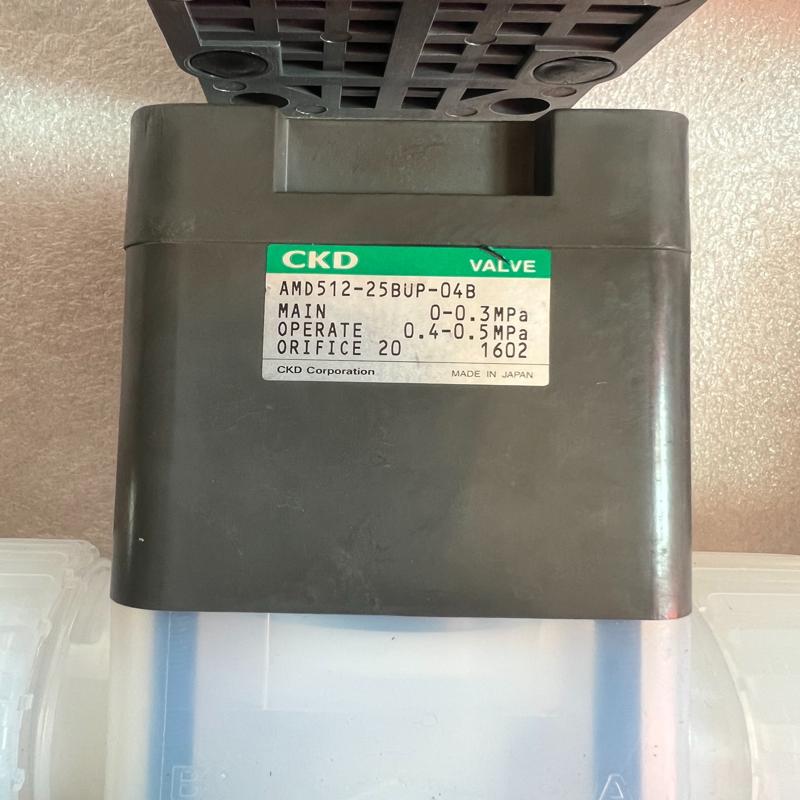 CKD VALVE
AMD512-25BUP-04B
MAIN 0-0.3MPa
OPERATE 0.4-0.5MPa
ORIFICE 20 1602
CKD Corporation MADE IN JAPAN
B A